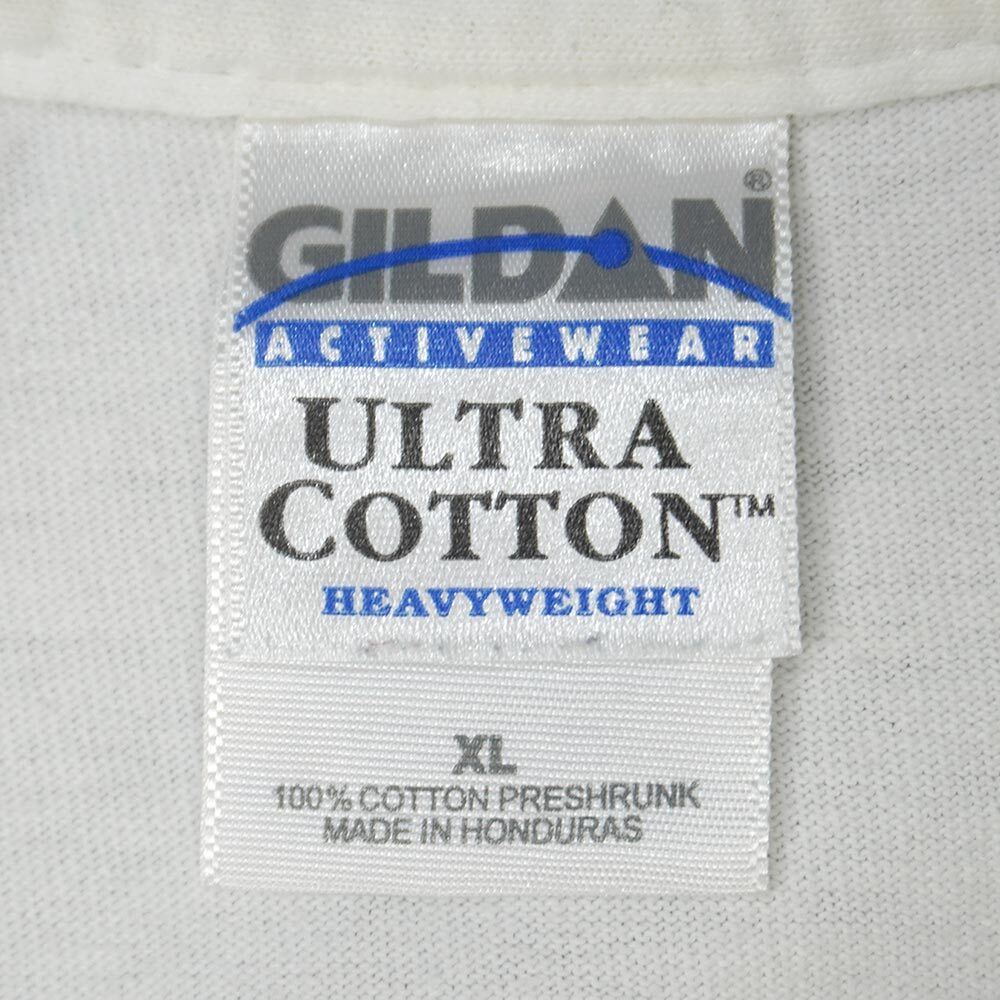 GILDAN®
ACTIVEWEAR
ULTRA
COTTON™
HEAVYWEIGHT
XL
100% COTTON PRESHRUNK
MADE IN HONDURAS